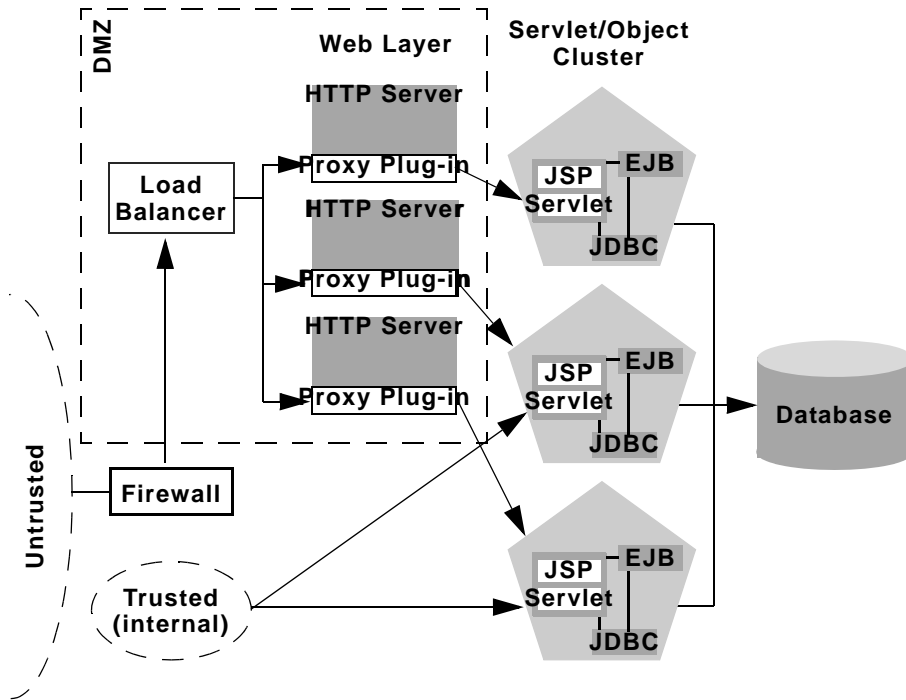 DMZ
Web Layer
Servlet/Object
Cluster
HTTP Server
Proxy Plug-in
Load
Balancer
HTTP Server
Proxy Plug-in
HTTP Server
Proxy Plug-in
JSP
Servlet
EJB
JDBC
JSP
Servlet
EJB
JDBC
Database
Untrusted
Firewall
Trusted
(internal)
JSP
Servlet
EJB
JDBC